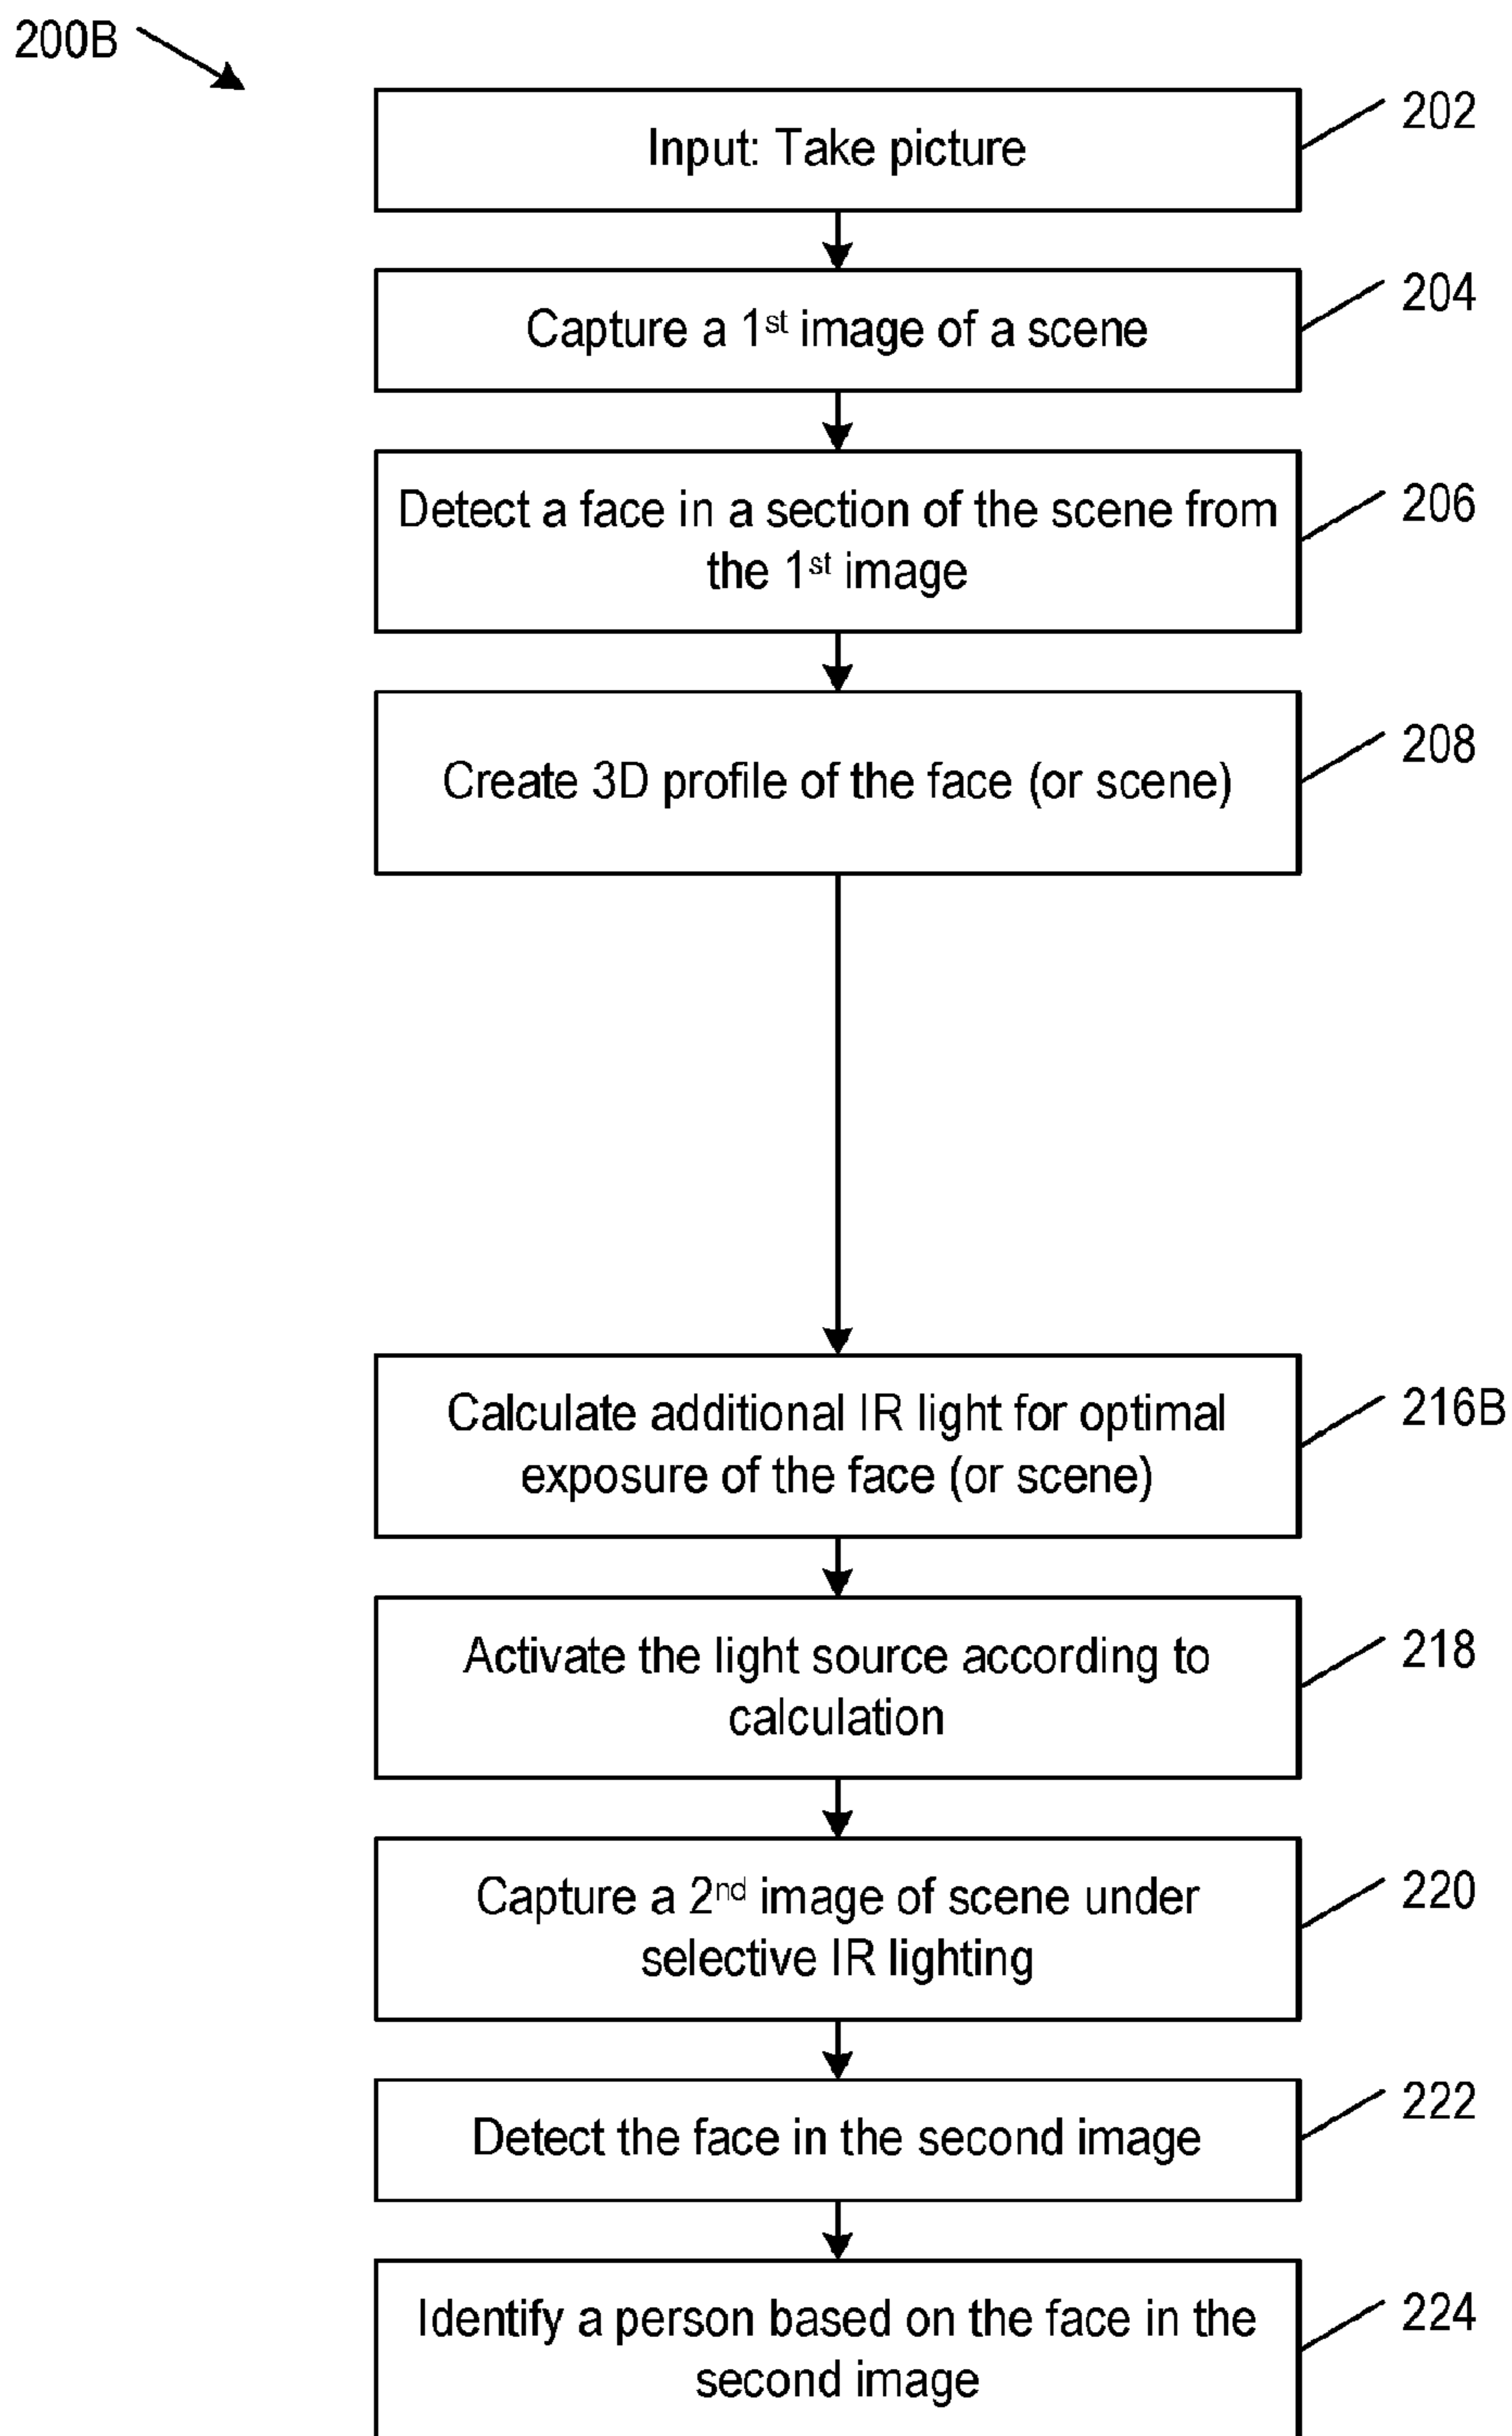 200B
Input: Take picture
202
Capture a 1st image of a scene
204
Detect a face in a section of the scene from
the 1st image
206
Create 3D profile of the face (or scene)
208
Calculate additional IR light for optimal
exposure of the face (or scene)
216B
Activate the light source according to
calculation
218
Capture a 2nd image of scene under
selective IR lighting
220
Detect the face in the second image
222
Identify a person based on the face in the
second image
224